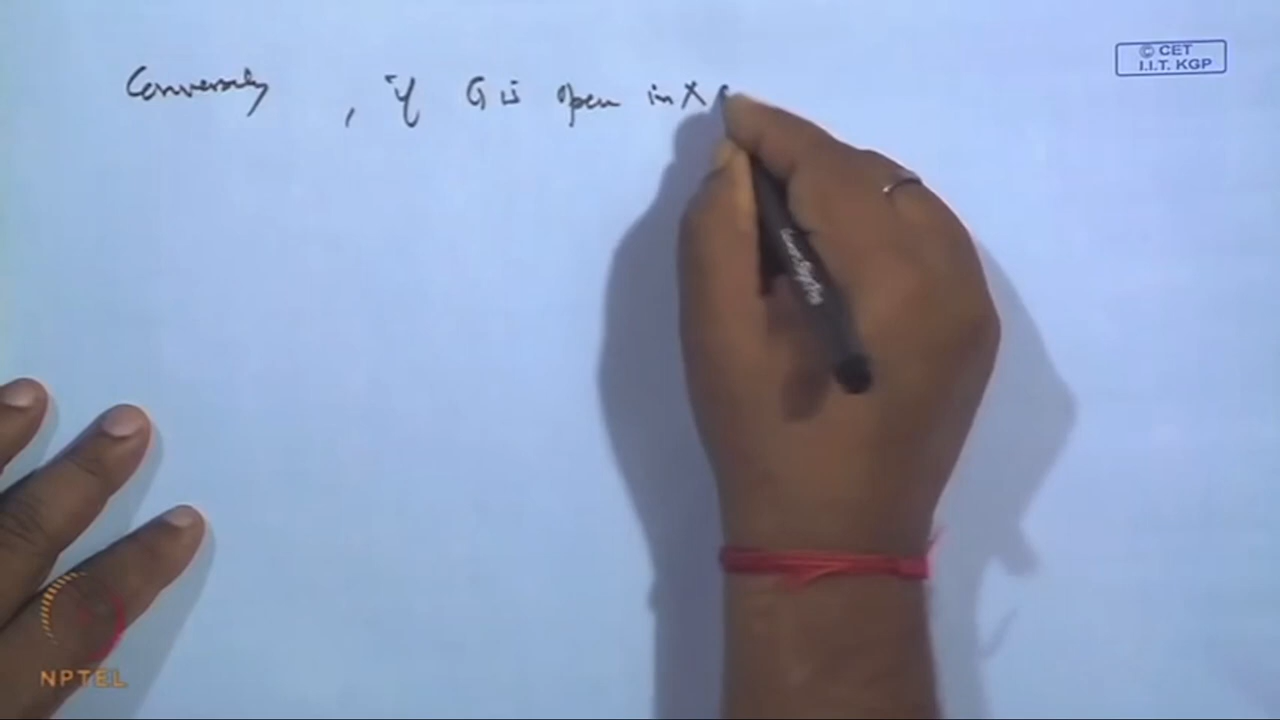 Conversely, if G is open in X
© CET
I.I.T. KGP
NPTEL